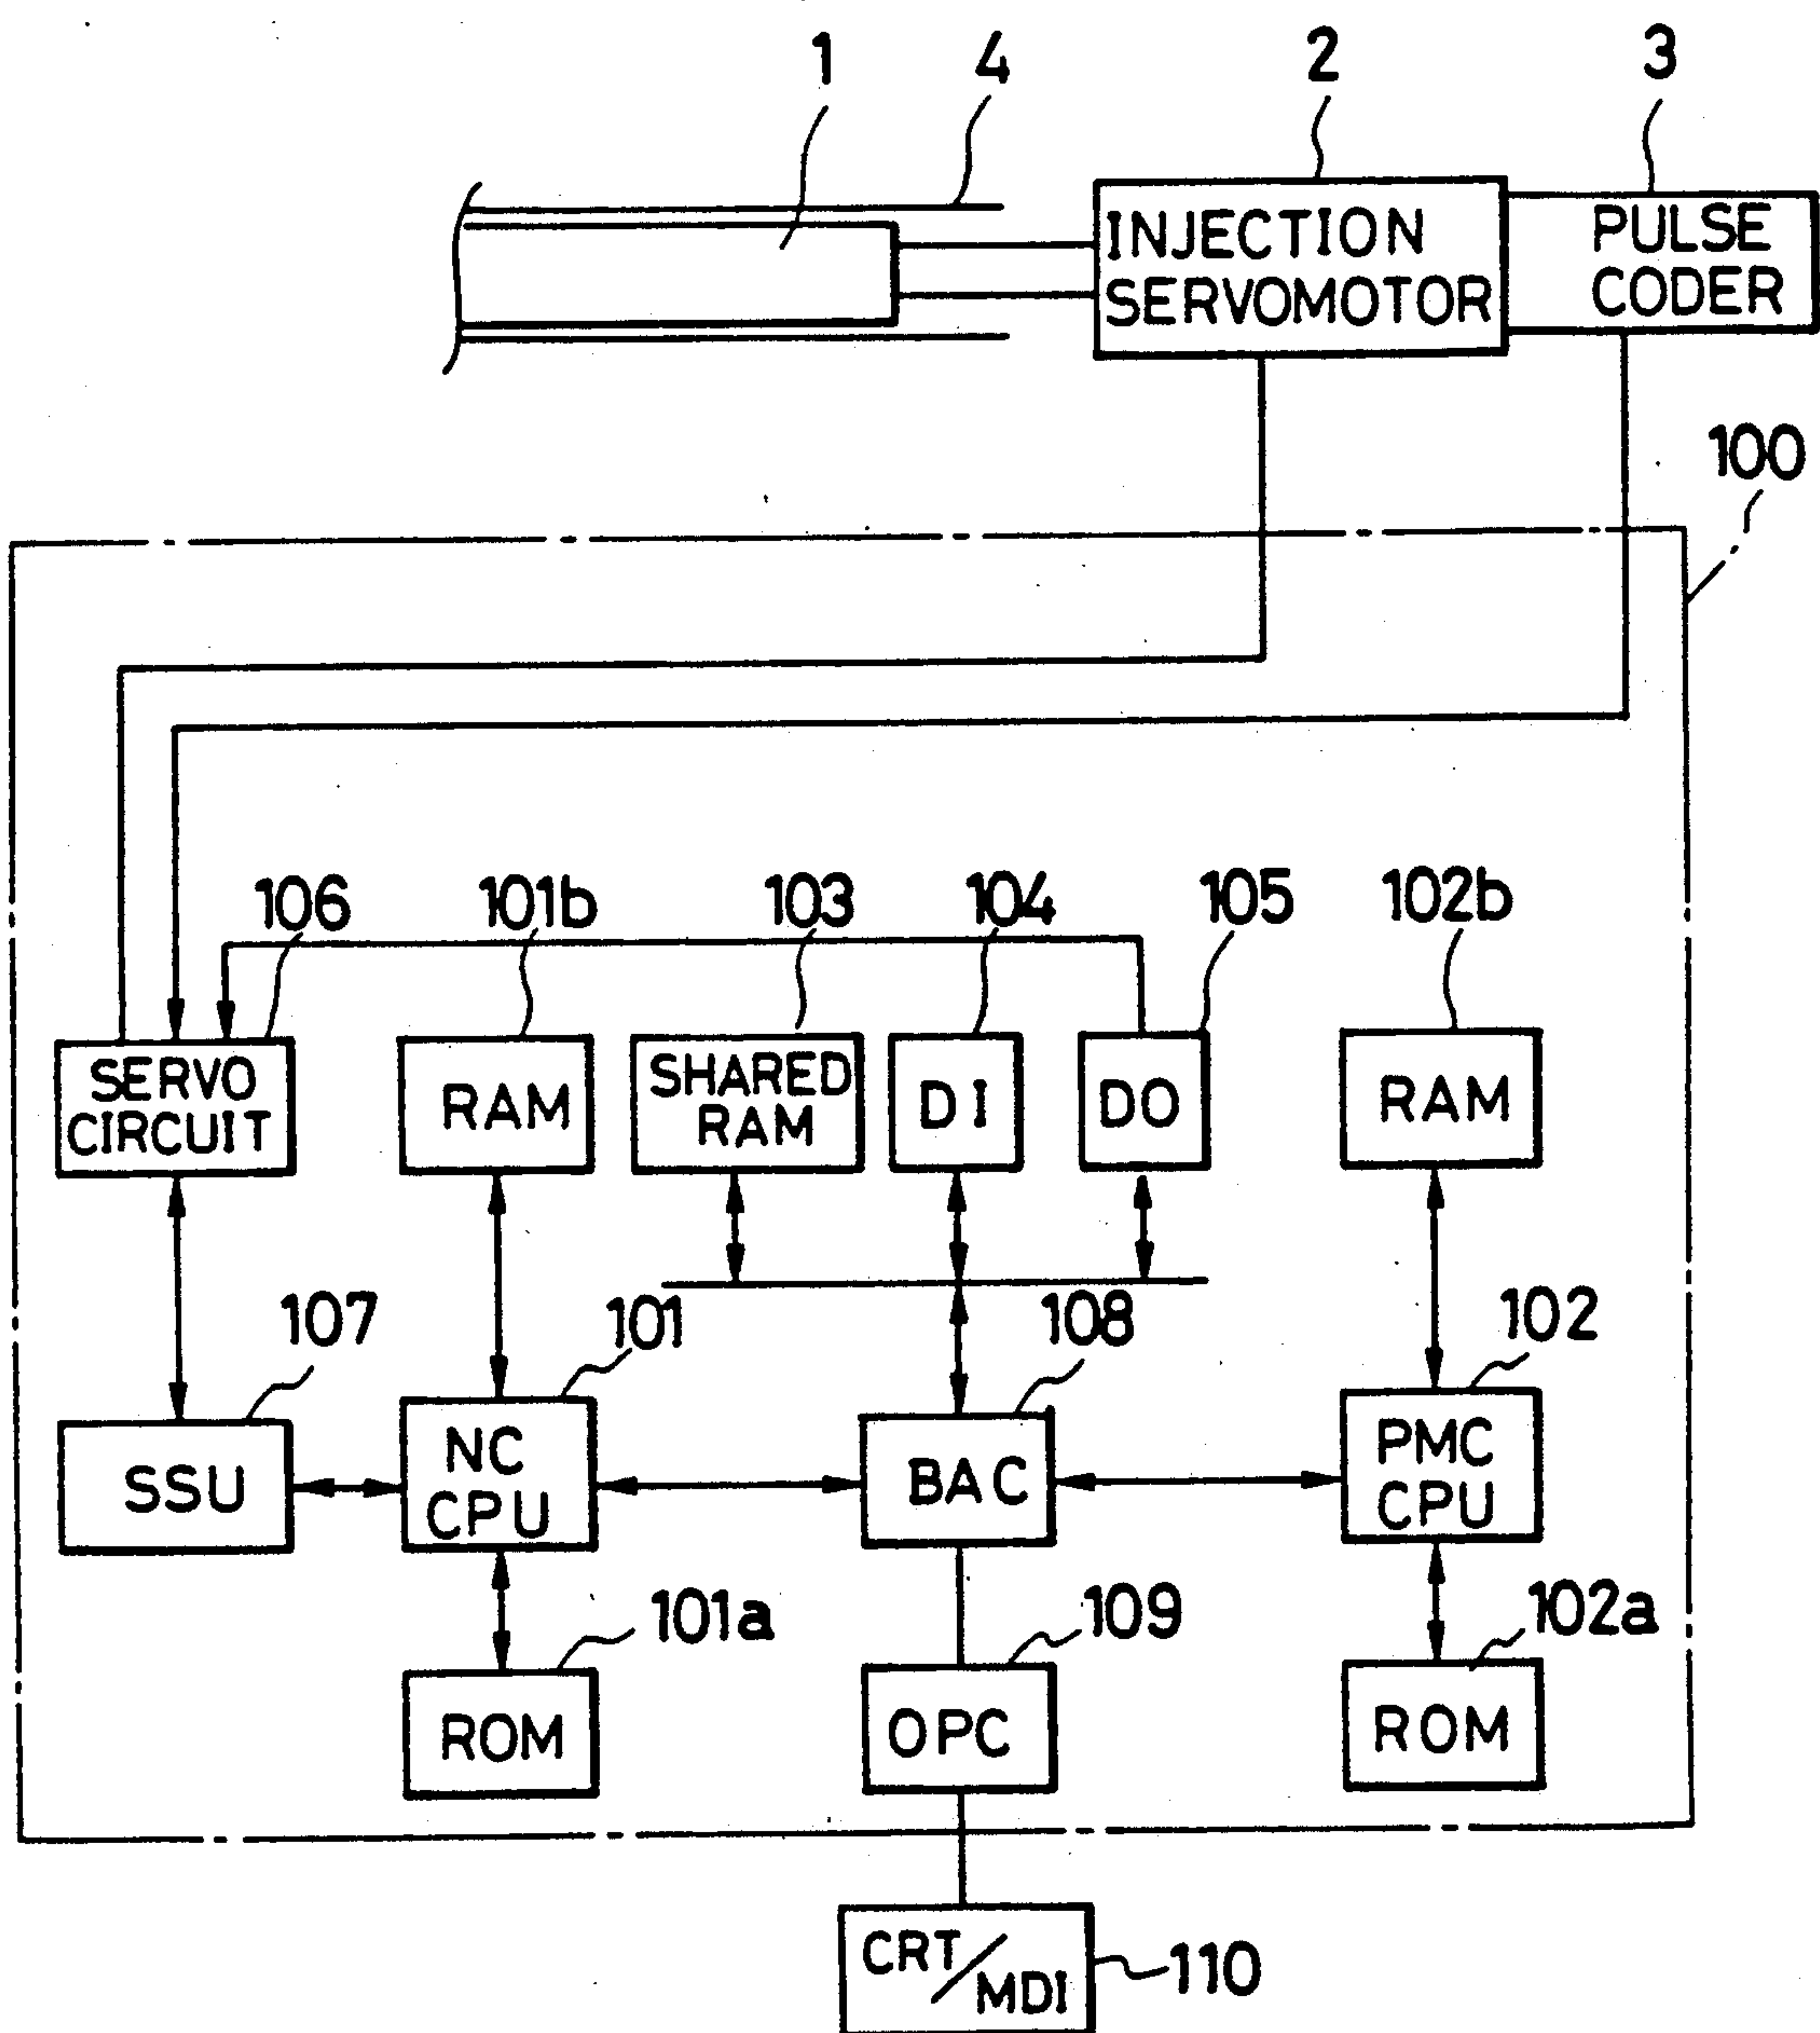 1
4
2
3
INJECTION
SERVOMOTOR
PULSE
CODER
100
106
101b
103
104
105
102b
SERVO
CIRCUIT
RAM
SHARED
RAM
DI
DO
RAM
107
101
108
102
SSU
NC
CPU
BAC
PMC
CPU
101a
109
102a
ROM
OPC
ROM
CRT/MDI
110